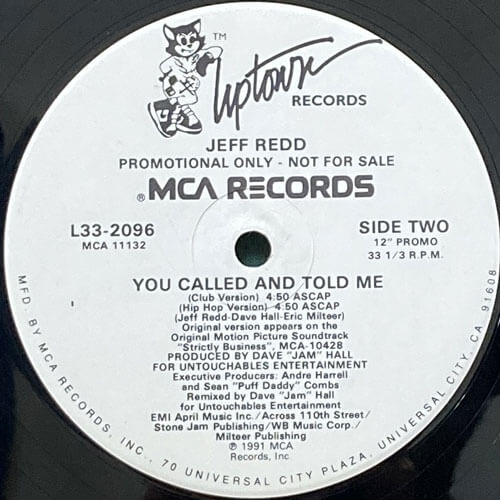 TM
Uptown
RECORDS
JEFF REDD
PROMOTIONAL ONLY - NOT FOR SALE
® MCA RECORDS
L33-2096
MCA 11132
SIDE TWO
12" PROMO
33 1/3 R.P.M.
YOU CALLED AND TOLD ME
(Club Version) 4:50 ASCAP
(Hip Hop Version) 4:50 ASCAP
(Jeff Redd-Dave Hall-Eric Milteer)
Original version appears on the
Original Motion Picture Soundtrack
"Strictly Business", MCA-10428
PRODUCED BY DAVE "JAM" HALL
FOR UNTOUCHABLES ENTERTAINMENT
Executive Producers: Andre Harrell
and Sean "Puff Daddy" Combs
Remixed by Dave "Jam" Hall
for Untouchables Entertainment
EMI April Music Inc./Across 110th Street/
Stone Jam Publishing/WB Music Corp./
Milteer Publishing
℗ 1991 MCA
Records, Inc.
MFD. BY MCA RECORDS, INC., 70 UNIVERSAL CITY PLAZA, UNIVERSAL CITY, CA. 91608